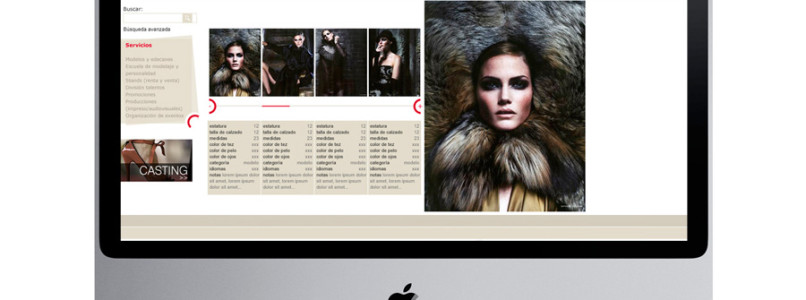 Buscar:
Búsqueda avanzada
Servicios
Modelos a selecionar
Escuela de modelaje y
personalidad
Stands (renta y venta)
División talentos
Promociones
Producciones
(impresos/audiovisuales)
Organización de eventos
CASTING
>>
estatura 12
talla de calzado 12
medidas 23
color de tez xxx
color de pelo xxx
color de ojos xxx
categoría modelo
idiomas xxx
notas lorem ipsum dolor
sit amet, lorem ipsum
dolor sit amet...
estatura 12
talla de calzado 12
medidas 23
color de tez xxx
color de pelo xxx
color de ojos xxx
categoría modelo
idiomas xxx
notas lorem ipsum dolor
sit amet, lorem ipsum
dolor sit amet...
estatura 12
talla de calzado 12
medidas 23
color de tez xxx
color de pelo xxx
color de ojos xxx
categoría modelo
idiomas xxx
notas lorem ipsum dolor
sit amet, lorem ipsum
dolor sit amet...
estatura 12
talla de calzado 12
medidas 23
color de tez xxx
color de pelo xxx
color de ojos xxx
categoría modelo
idiomas xxx
notas lorem ipsum dolor
sit amet, lorem ipsum
dolor sit amet...